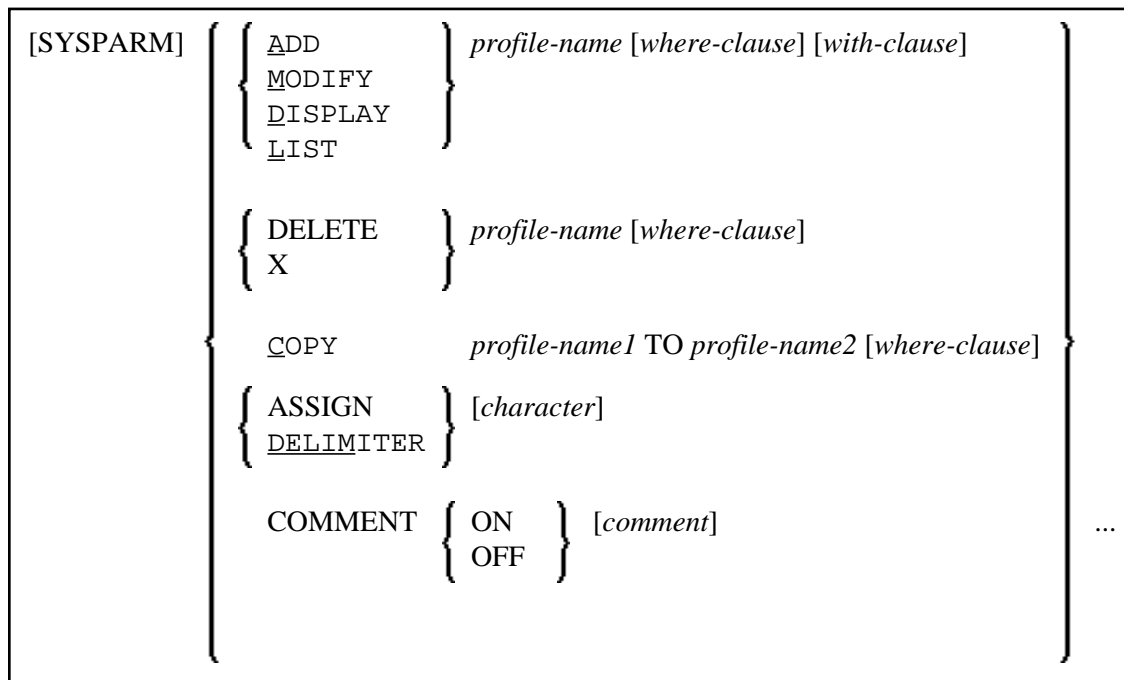 [SYSPARM] ADD profile-name [where-clause] [with-clause]
MODIFY
DISPLAY
LIST
DELETE profile-name [where-clause]
X
COPY profile-name1 TO profile-name2 [where-clause]
ASSIGN [character]
DELIMITER
COMMENT ON [comment] ...
OFF